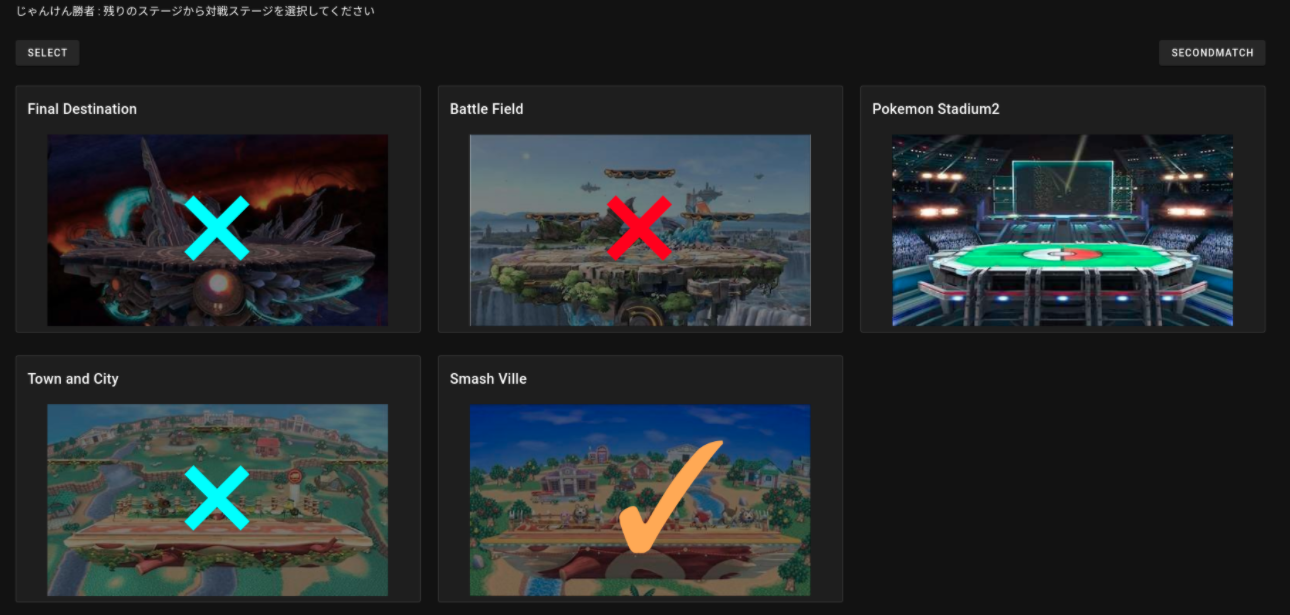 じゃんけん勝者 : 残りのステージから対戦ステージを選択してください
SELECT
SECONDMATCH
Final Destination
Battle Field
Pokemon Stadium2
Town and City
Smash Ville